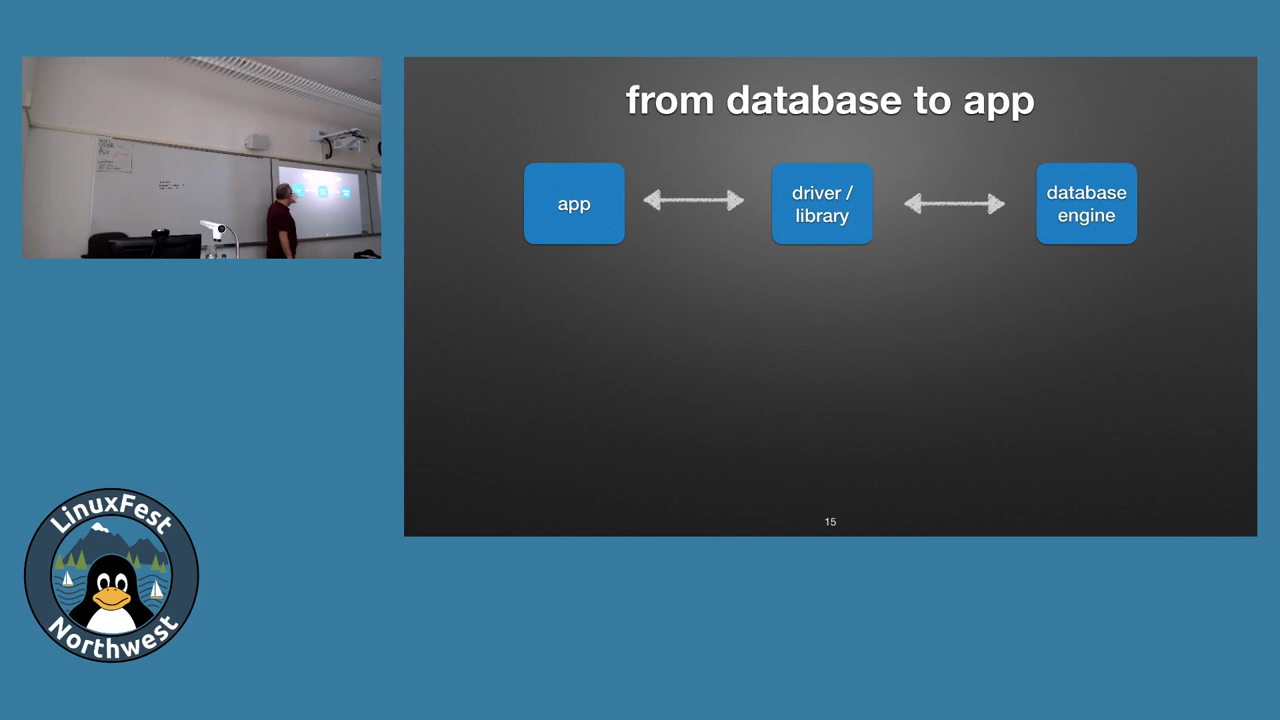 from database to app
app
driver /
library
database
engine
15
LinuxFest
Northwest